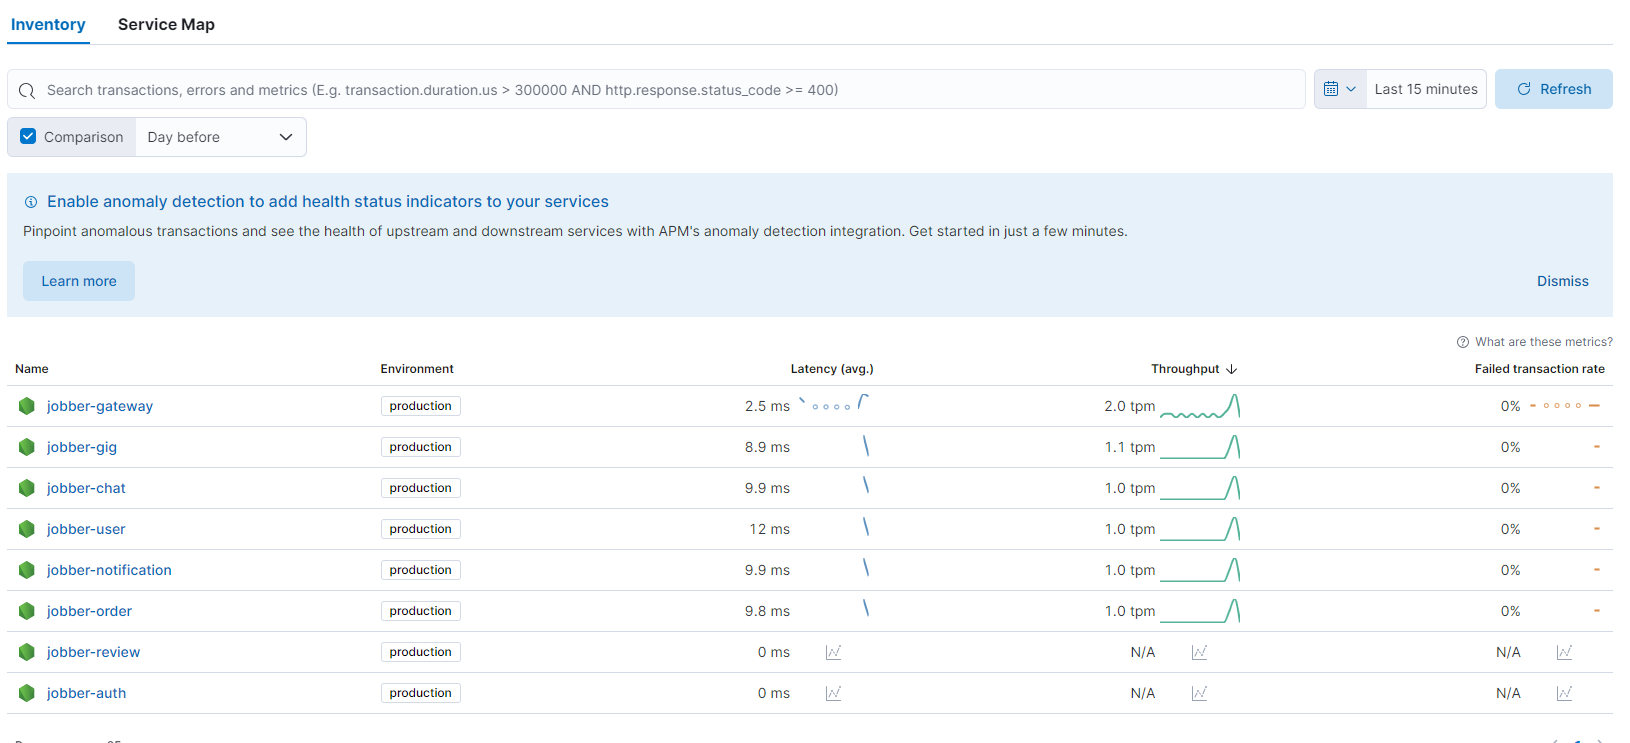 Inventory Service Map
Search transactions, errors and metrics (E.g. transaction.duration.us > 300000 AND http.response.status_code >= 400) Last 15 minutes Refresh
Comparison Day before
Enable anomaly detection to add health status indicators to your services
Pinpoint anomalous transactions and see the health of upstream and downstream services with APM's anomaly detection integration. Get started in just a few minutes.
Learn more Dismiss
What are these metrics?
Name Environment Latency (avg.) Throughput Failed transaction rate
jobber-gateway production 2.5 ms 2.0 tpm 0%
jobber-gig production 8.9 ms 1.1 tpm 0%
jobber-chat production 9.9 ms 1.0 tpm 0%
jobber-user production 12 ms 1.0 tpm 0%
jobber-notification production 9.9 ms 1.0 tpm 0%
jobber-order production 9.8 ms 1.0 tpm 0%
jobber-review production 0 ms N/A N/A
jobber-auth production 0 ms N/A N/A